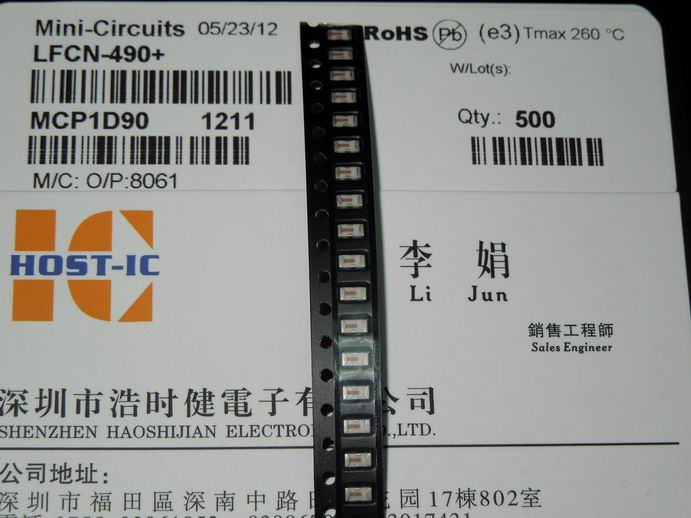 Mini-Circuits 05/23/12
RoHS Pb (e3) Tmax 260 °C
LFCN-490+
W/Lot(s):
MCP1D90 1211
Qty.: 500
M/C: O/P:8061
HOST-IC
李 娟
Li Jun
銷售工程師
Sales Engineer
深圳市浩时健電子有 公司
SHENZHEN HAOSHIJIAN ELECTRO .,LTD.
公司地址:
深圳市福田區深南中路 花园17棟802室